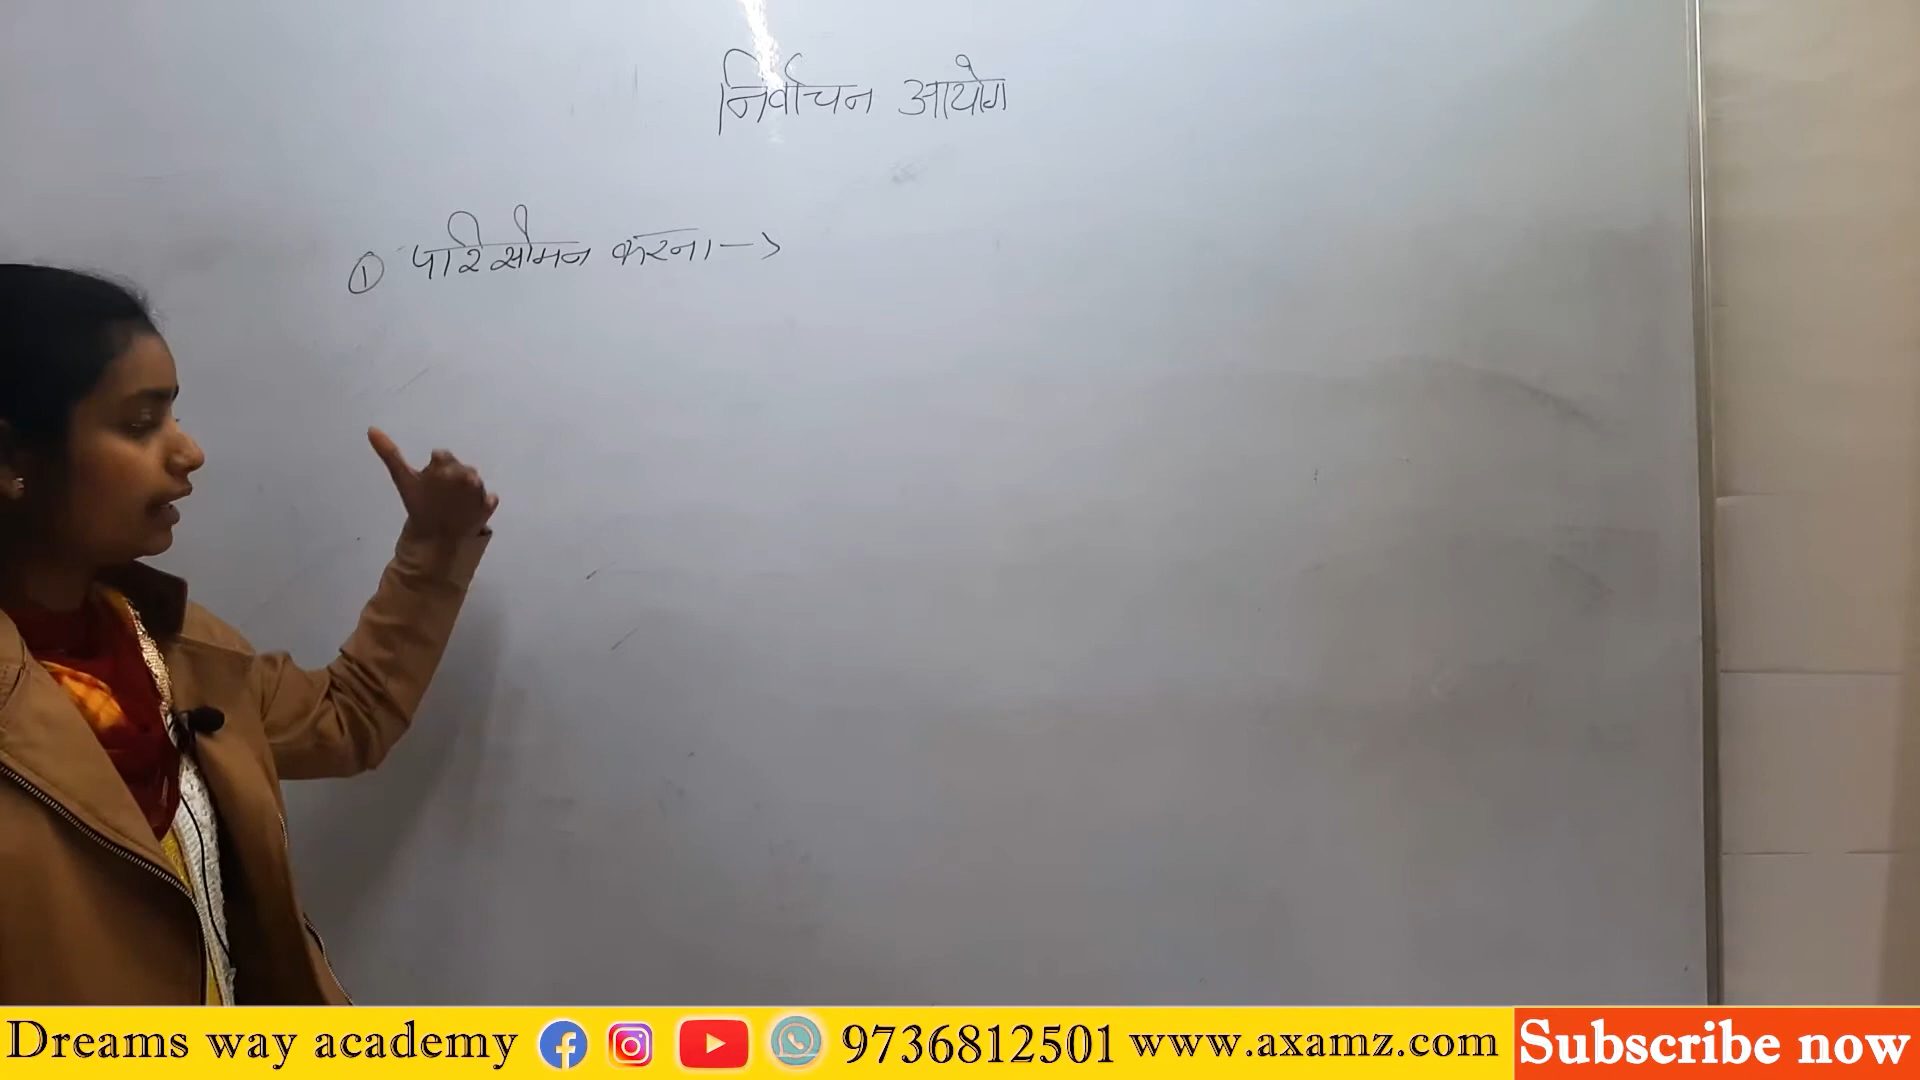 निर्वाचन आयोग
① परिसीमन करना →
Dreams way academy 9736812501 www.axamz.com Subscribe now